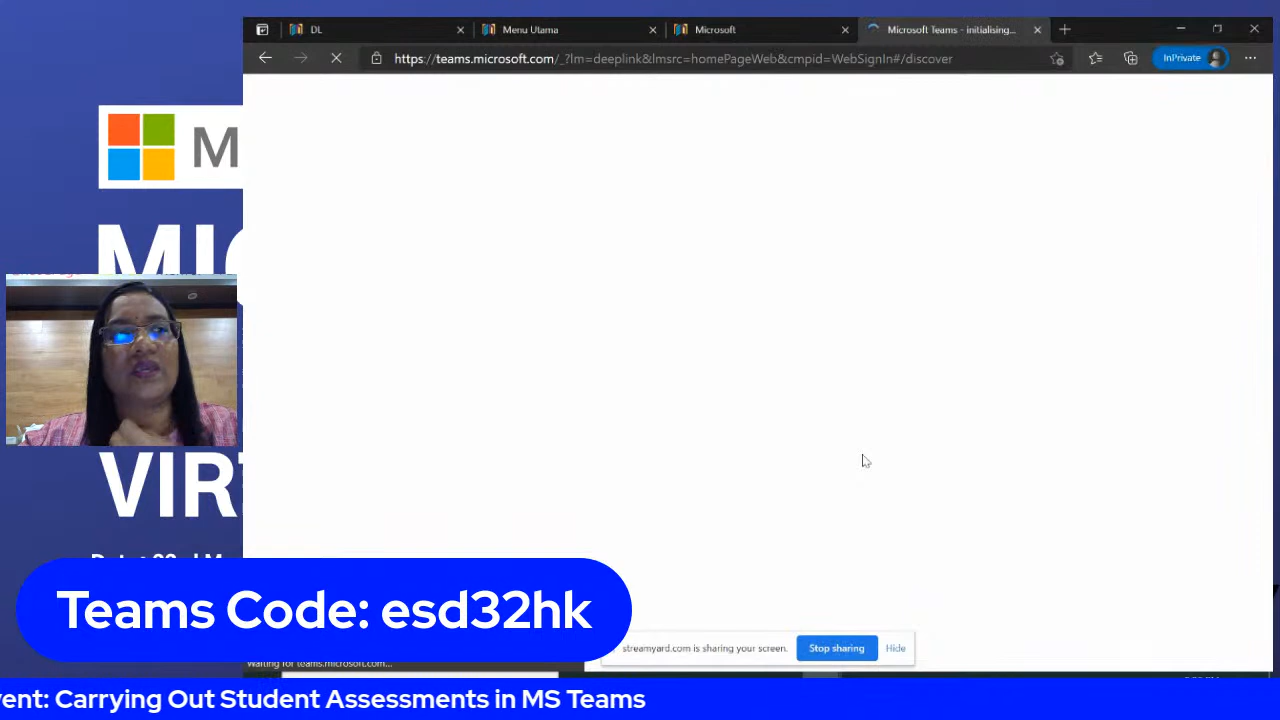 DL
Menu Utama
Microsoft
Microsoft Teams - initialising...
https://teams.microsoft.com/_?lm=deeplink&lmsrc=homePageWeb&cmpid=WebSignIn#/discover
InPrivate
M
VIR
Teams Code: esd32hk
streamyard.com is sharing your screen.
Stop sharing
Hide
Waiting for teams.microsoft.com...
vent: Carrying Out Student Assessments in MS Teams